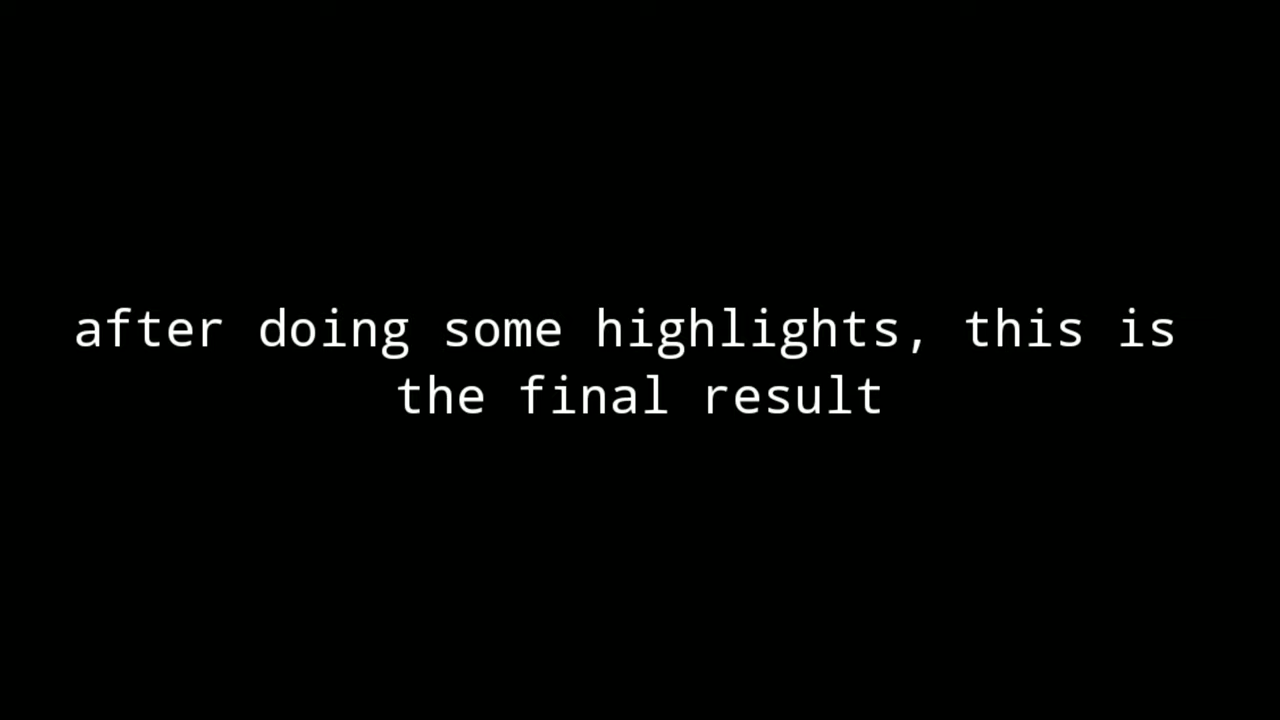 after doing some highlights, this is
the final result